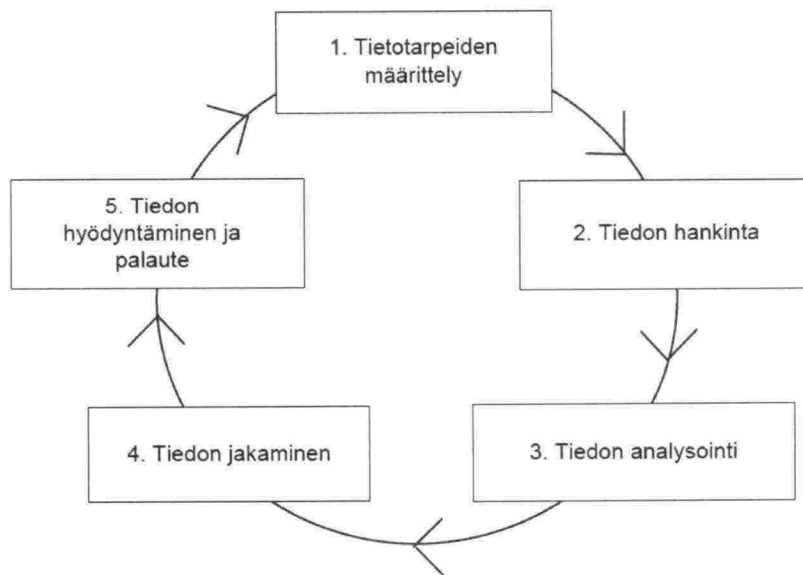 1. Tietotarpeiden
määrittely
2. Tiedon hankinta
3. Tiedon analysointi
4. Tiedon jakaminen
5. Tiedon
hyödyntäminen ja
palaute